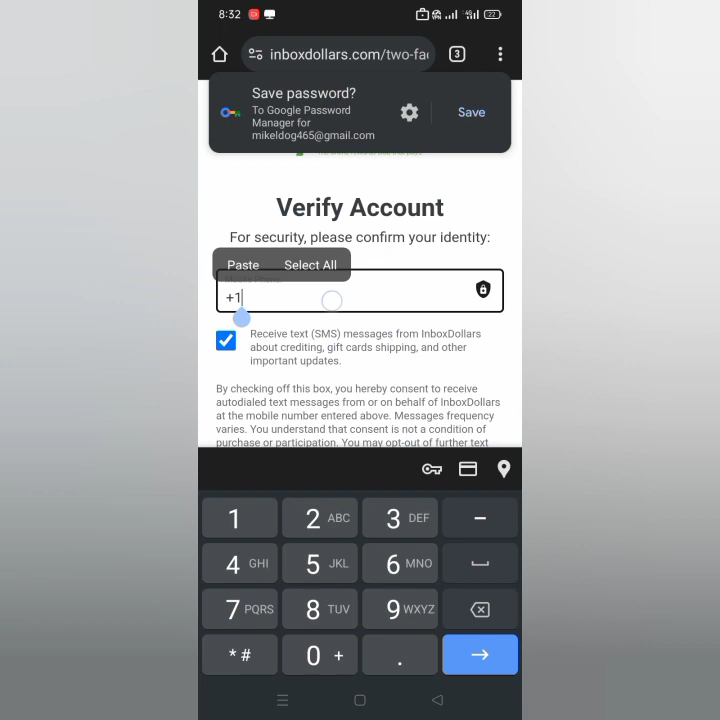 8:32
4G
22
inboxdollars.com/two-fa
3
Save password?
To Google Password
Manager for
mikeldog465@gmail.com
Save
Verify Account
For security, please confirm your identity:
Paste Select All
Mobile Phone
+1
Receive text (SMS) messages from InboxDollars
about crediting, gift cards shipping, and other
important updates.
By checking off this box, you hereby consent to receive
autodialed text messages from or on behalf of InboxDollars
at the mobile number entered above. Messages frequency
varies. You understand that consent is not a condition of
purchase or participation. You may opt-out of further text
1 2 ABC 3 DEF –
4 GHI 5 JKL 6 MNO
7 PQRS 8 TUV 9 WXYZ
* # 0 + .